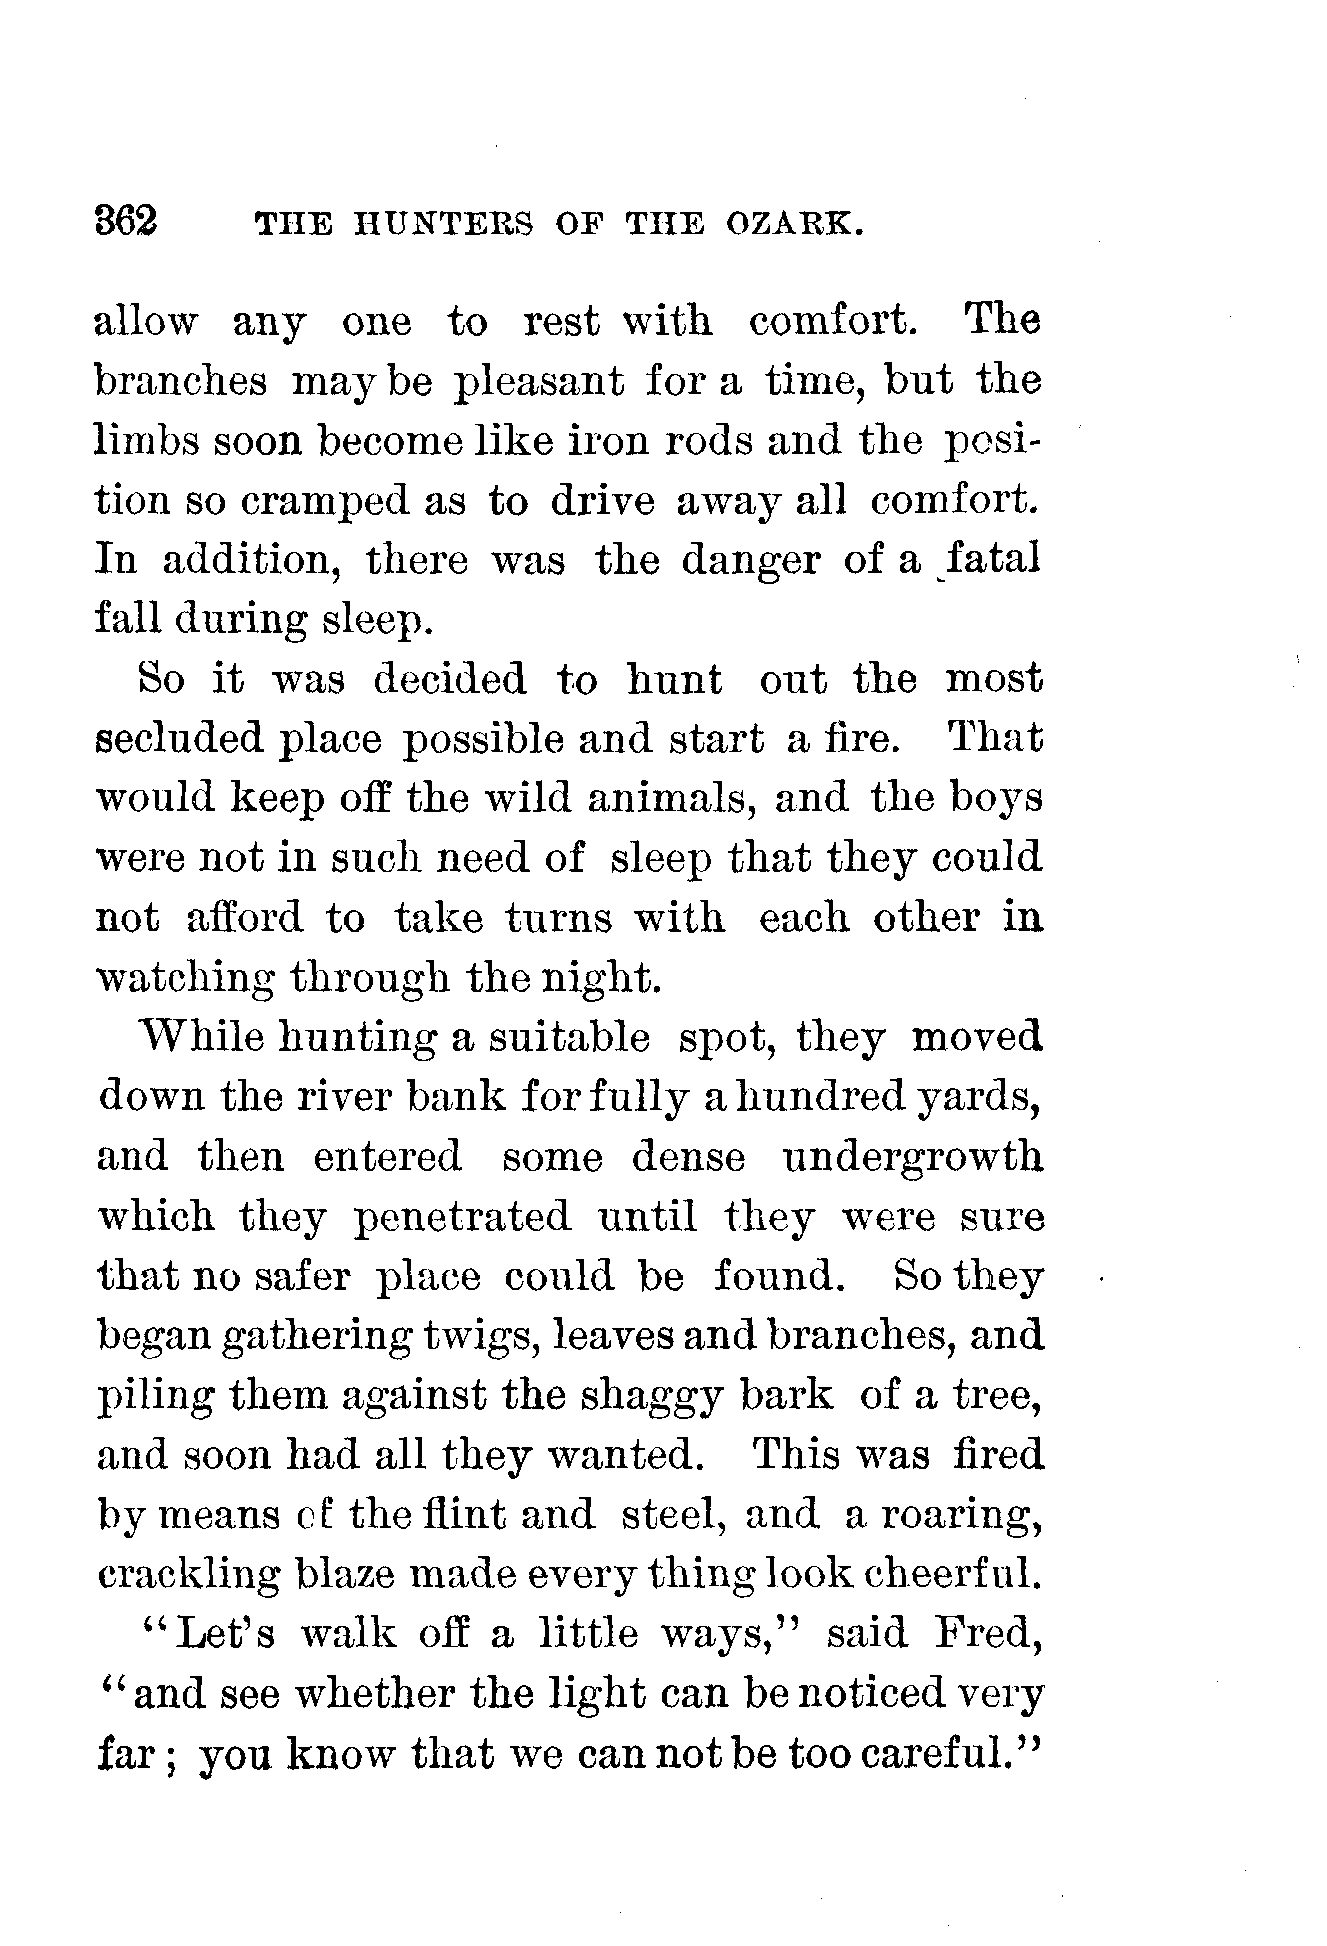 362 THE HUNTERS OF THE OZARK.
allow any one to rest with comfort. The
branches may be pleasant for a time, but the
limbs soon become like iron rods and the posi-
tion so cramped as to drive away all comfort.
In addition, there was the danger of a fatal
fall during sleep.
So it was decided to hunt out the most
secluded place possible and start a fire. That
would keep off the wild animals, and the boys
were not in such need of sleep that they could
not afford to take turns with each other in
watching through the night.
While hunting a suitable spot, they moved
down the river bank for fully a hundred yards,
and then entered some dense undergrowth
which they penetrated until they were sure
that no safer place could be found. So they
began gathering twigs, leaves and branches, and
piling them against the shaggy bark of a tree,
and soon had all they wanted. This was fired
by means of the flint and steel, and a roaring,
crackling blaze made every thing look cheerful.
"Let's walk off a little ways," said Fred,
"and see whether the light can be noticed very
far; you know that we can not be too careful."